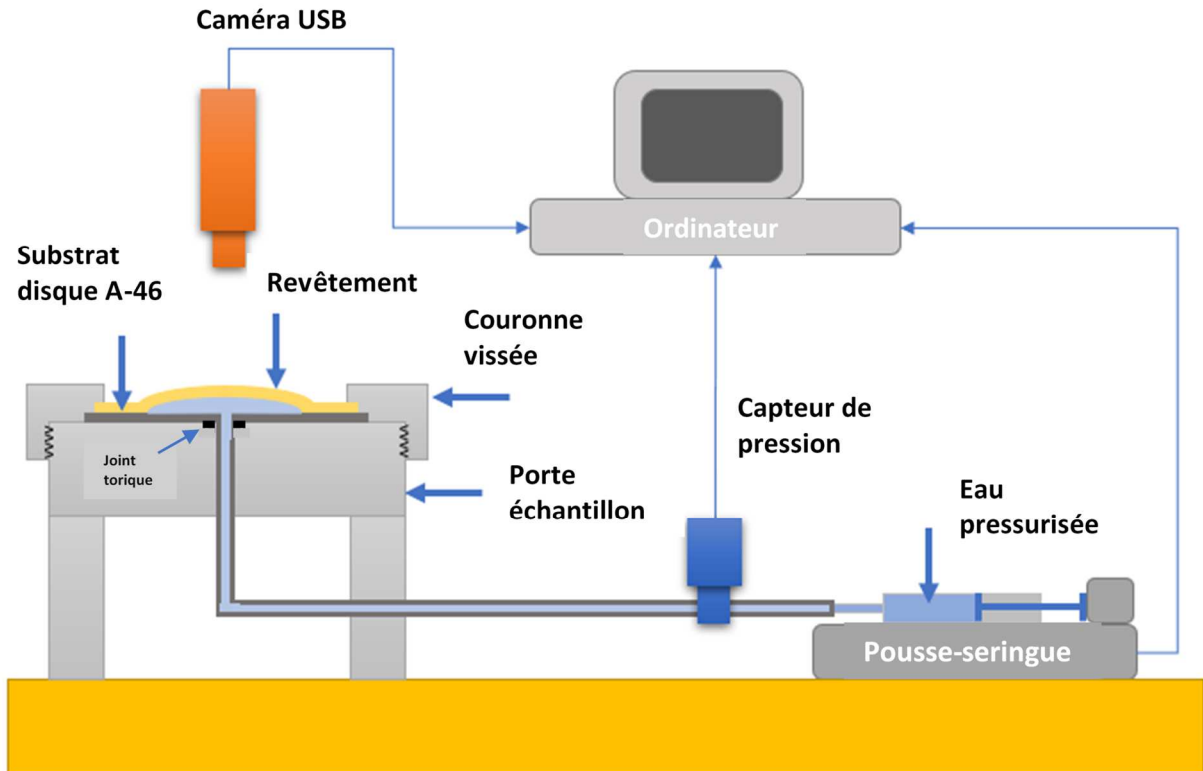 Caméra USB
Ordinateur
Substrat
disque A-46
Revêtement
Couronne
vissée
Capteur de
pression
Joint
torique
Porte
échantillon
Eau
pressurisée
Pousse-seringue